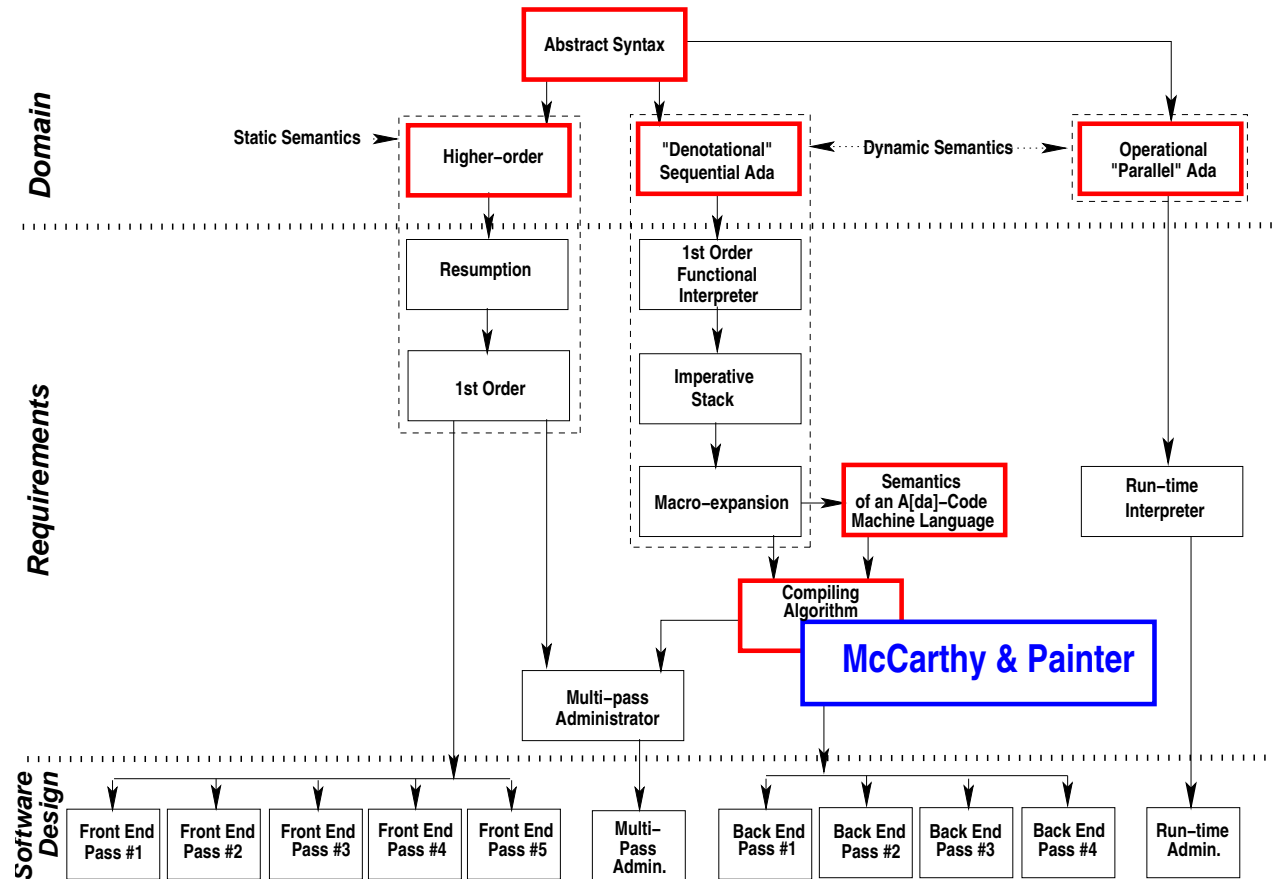 Abstract Syntax
Domain
Static Semantics
Higher-order
"Denotational"
Sequential Ada
Dynamic Semantics
Operational
"Parallel" Ada
Requirements
Resumption
1st Order
Functional
Interpreter
1st Order
Imperative
Stack
Macro-expansion
Semantics
of an A[da]-Code
Machine Language
Run-time
Interpreter
Compiling
Algorithm
McCarthy & Painter
Multi-pass
Administrator
Software
Design
Front End
Pass #1
Front End
Pass #2
Front End
Pass #3
Front End
Pass #4
Front End
Pass #5
Multi-
Pass
Admin.
Back End
Pass #1
Back End
Pass #2
Back End
Pass #3
Back End
Pass #4
Run-time
Admin.